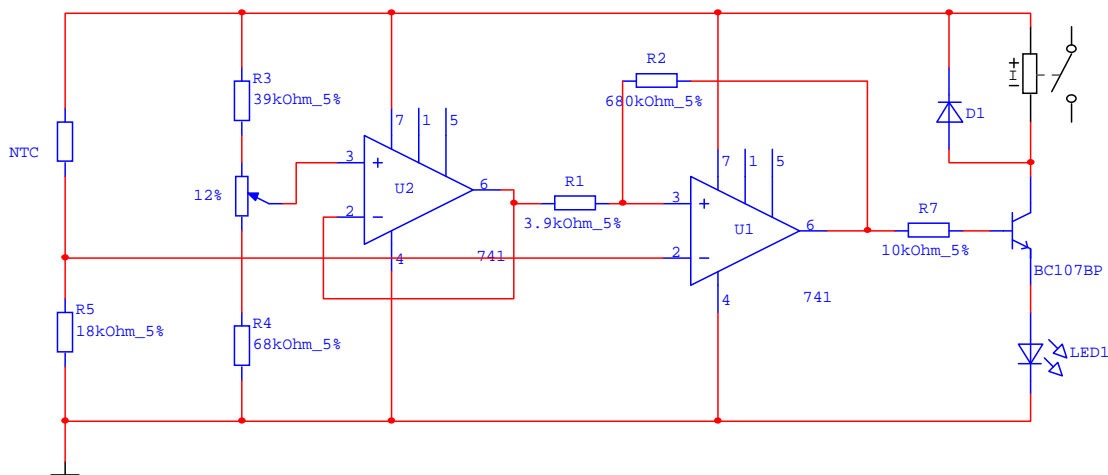 R3
39kOhm_5%
NTC
12%
R5
18kOhm_5%
R4
68kOhm_5%
7
1
5
3
+
U2
6
2
−
4
741
R1
3.9kOhm_5%
R2
680kOhm_5%
7
1
5
3
+
U1
6
2
−
4
741
R7
10kOhm_5%
D1
+
BC107BP
LED1